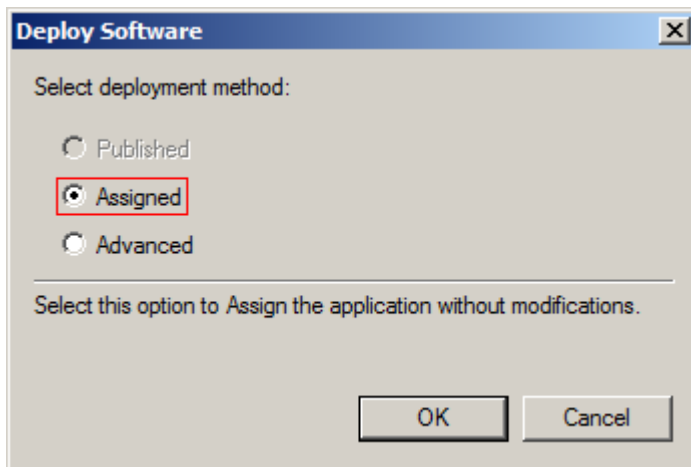 Deploy Software
Select deployment method:
Published
Assigned
Advanced
Select this option to Assign the application without modifications.
OK
Cancel